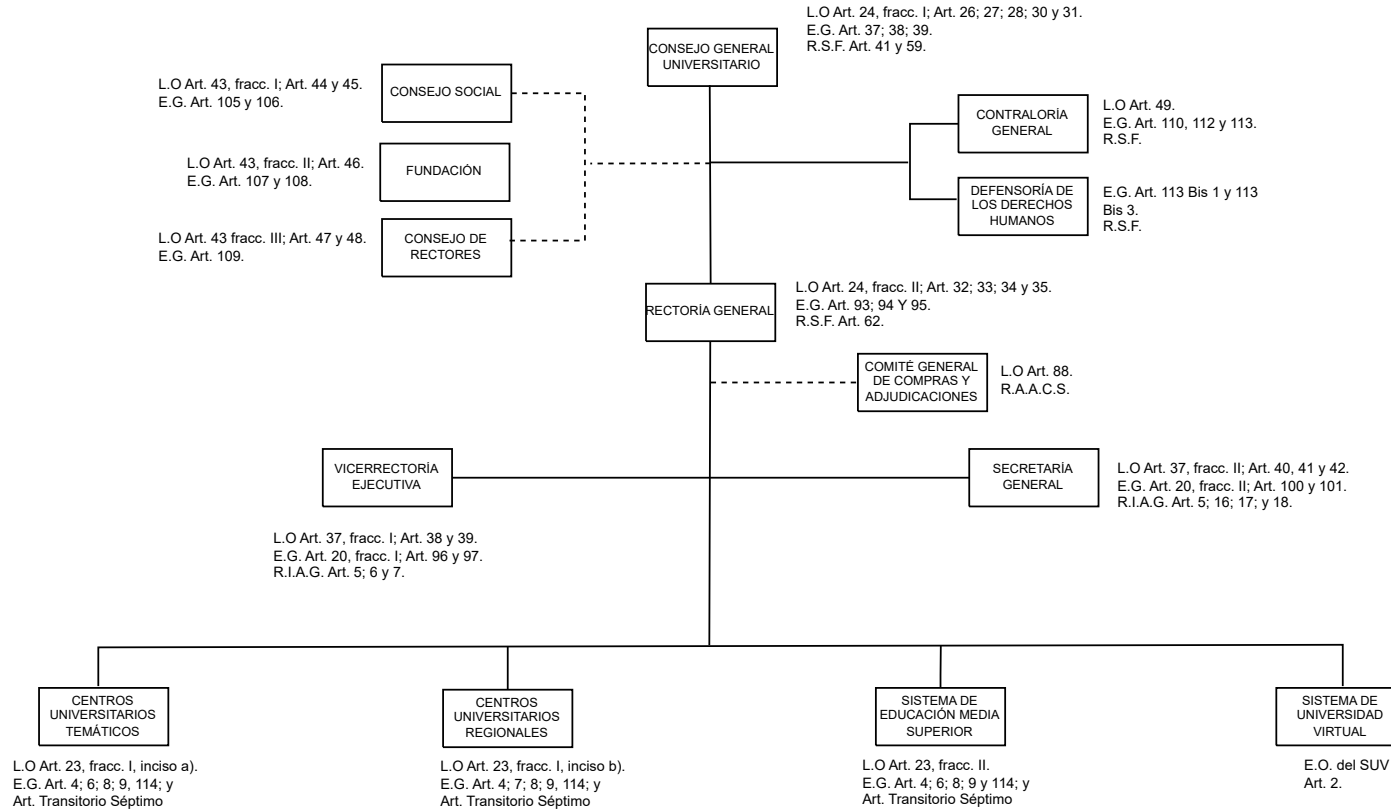 L.O Art. 24, fracc. I; Art. 26; 27; 28; 30 y 31.
E.G. Art. 37; 38; 39.
R.S.F. Art. 41 y 59.
CONSEJO GENERAL
UNIVERSITARIO
L.O Art. 43, fracc. I; Art. 44 y 45.
E.G. Art. 105 y 106.
CONSEJO SOCIAL
CONTRALORÍA
GENERAL
L.O Art. 49.
E.G. Art. 110, 112 y 113.
R.S.F.
L.O Art. 43, fracc. II; Art. 46.
E.G. Art. 107 y 108.
FUNDACIÓN
DEFENSORÍA DE
LOS DERECHOS
HUMANOS
E.G. Art. 113 Bis 1 y 113
Bis 3.
R.S.F.
L.O Art. 43 fracc. III; Art. 47 y 48.
E.G. Art. 109.
CONSEJO DE
RECTORES
RECTORÍA GENERAL
L.O Art. 24, fracc. II; Art. 32; 33; 34 y 35.
E.G. Art. 93; 94 Y 95.
R.S.F. Art. 62.
COMITÉ GENERAL
DE COMPRAS Y
ADJUDICACIONES
L.O Art. 88.
R.A.A.C.S.
VICERRECTORÍA
EJECUTIVA
L.O Art. 37, fracc. I; Art. 38 y 39.
E.G. Art. 20, fracc. I; Art. 96 y 97.
R.I.A.G. Art. 5; 6 y 7.
SECRETARÍA
GENERAL
L.O Art. 37, fracc. II; Art. 40, 41 y 42.
E.G. Art. 20, fracc. II; Art. 100 y 101.
R.I.A.G. Art. 5; 16; 17; y 18.
CENTROS
UNIVERSITARIOS
TEMÁTICOS
L.O Art. 23, fracc. I, inciso a).
E.G. Art. 4; 6; 8; 9, 114; y
Art. Transitorio Séptimo
CENTROS
UNIVERSITARIOS
REGIONALES
L.O Art. 23, fracc. I, inciso b).
E.G. Art. 4; 7; 8; 9, 114; y
Art. Transitorio Séptimo
SISTEMA DE
EDUCACIÓN MEDIA
SUPERIOR
L.O Art. 23, fracc. II.
E.G. Art. 4; 6; 8; 9 y 114; y
Art. Transitorio Séptimo
SISTEMA DE
UNIVERSIDAD
VIRTUAL
E.O. del SUV
Art. 2.